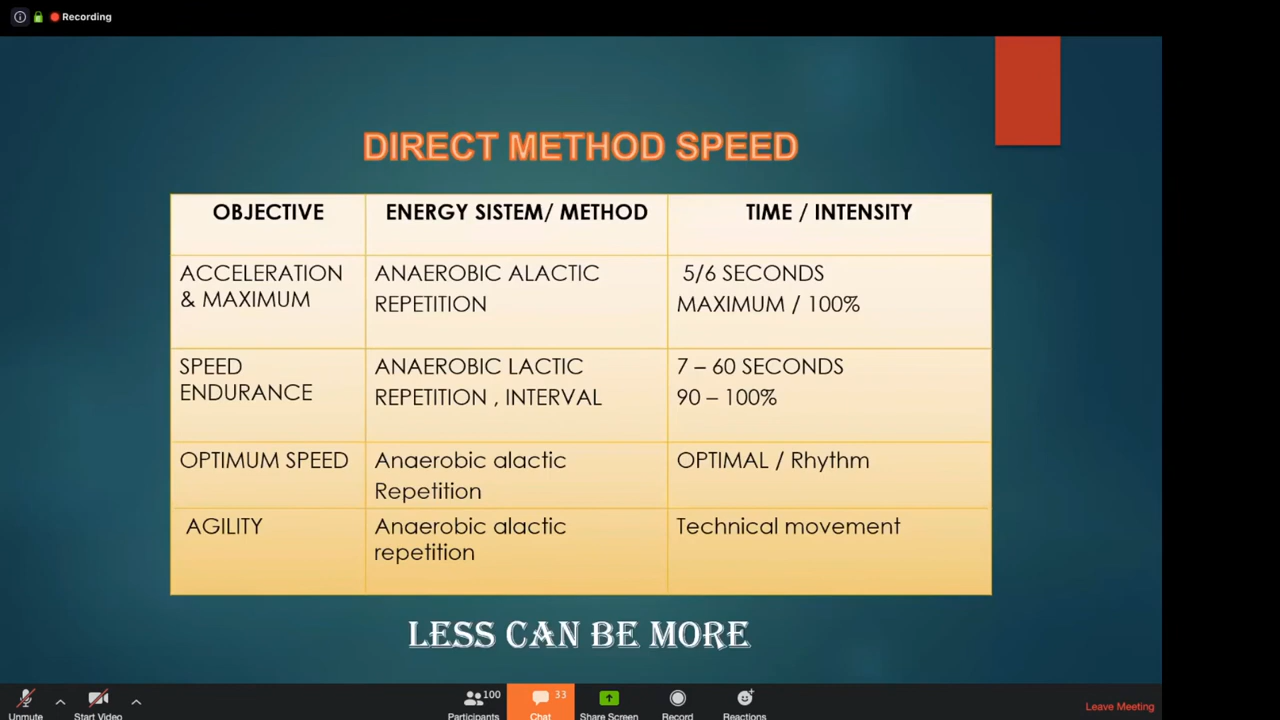 Recording
DIRECT METHOD SPEED
OBJECTIVE
ENERGY SISTEM/ METHOD
TIME / INTENSITY
ACCELERATION
& MAXIMUM
ANAEROBIC ALACTIC
REPETITION
5/6 SECONDS
MAXIMUM / 100%
SPEED
ENDURANCE
ANAEROBIC LACTIC
REPETITION , INTERVAL
7 – 60 SECONDS
90 – 100%
OPTIMUM SPEED
Anaerobic alactic
Repetition
OPTIMAL / Rhythm
AGILITY
Anaerobic alactic
repetition
Technical movement
LESS CAN BE MORE
Unmute
Start Video
100
Participants
33
Chat
Share Screen
Record
Reactions
Leave Meeting